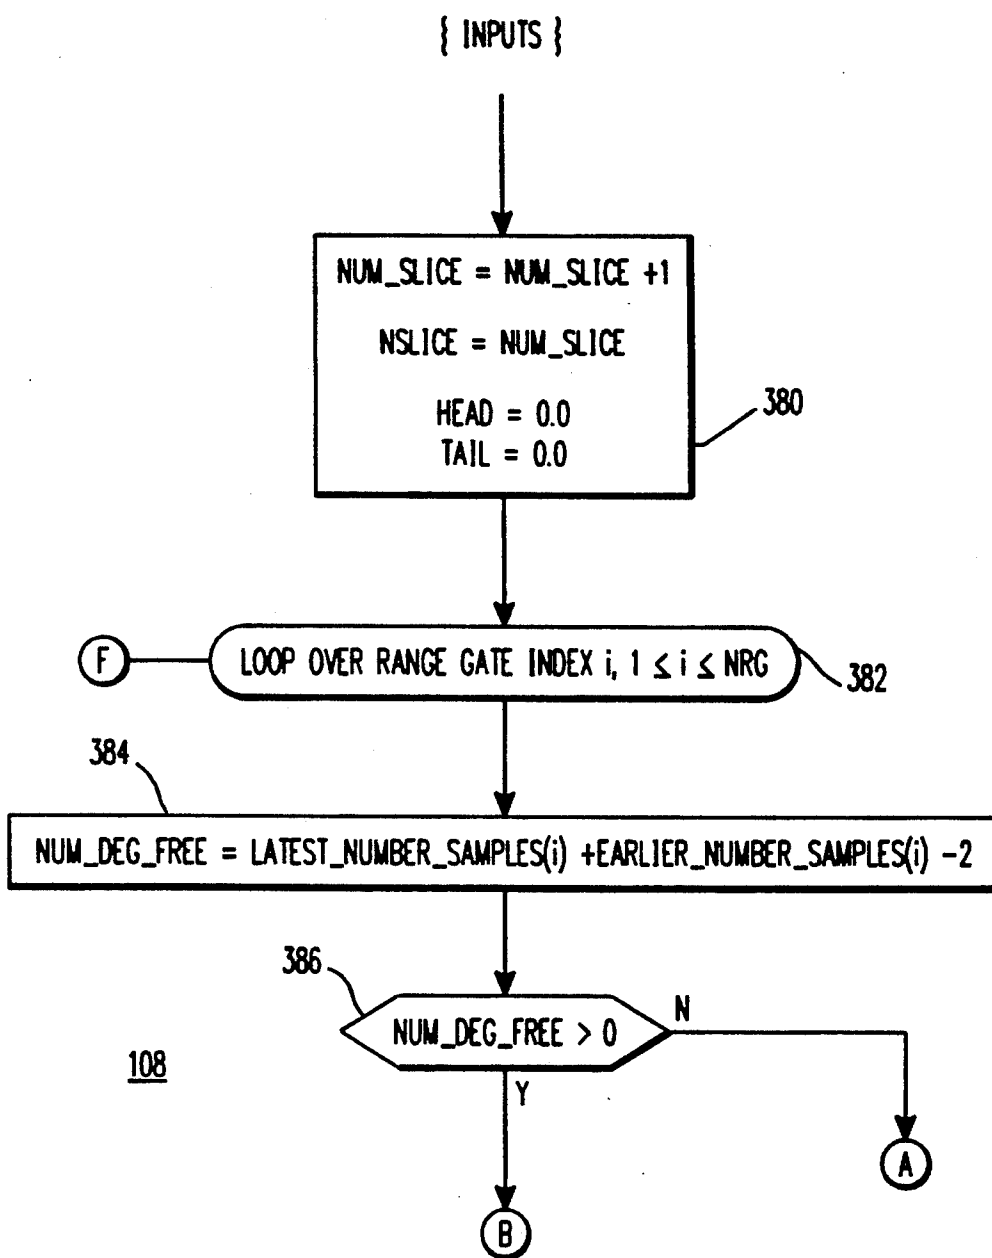 { INPUTS }
NUM_SLICE = NUM_SLICE +1
NSLICE = NUM_SLICE
HEAD = 0.0
TAIL = 0.0
380
F
LOOP OVER RANGE GATE INDEX i, 1 ≤ i ≤ NRG
382
384
NUM_DEG_FREE = LATEST_NUMBER_SAMPLES(i) +EARLIER_NUMBER_SAMPLES(i) -2
386
NUM_DEG_FREE > 0
N
108
Y
A
B